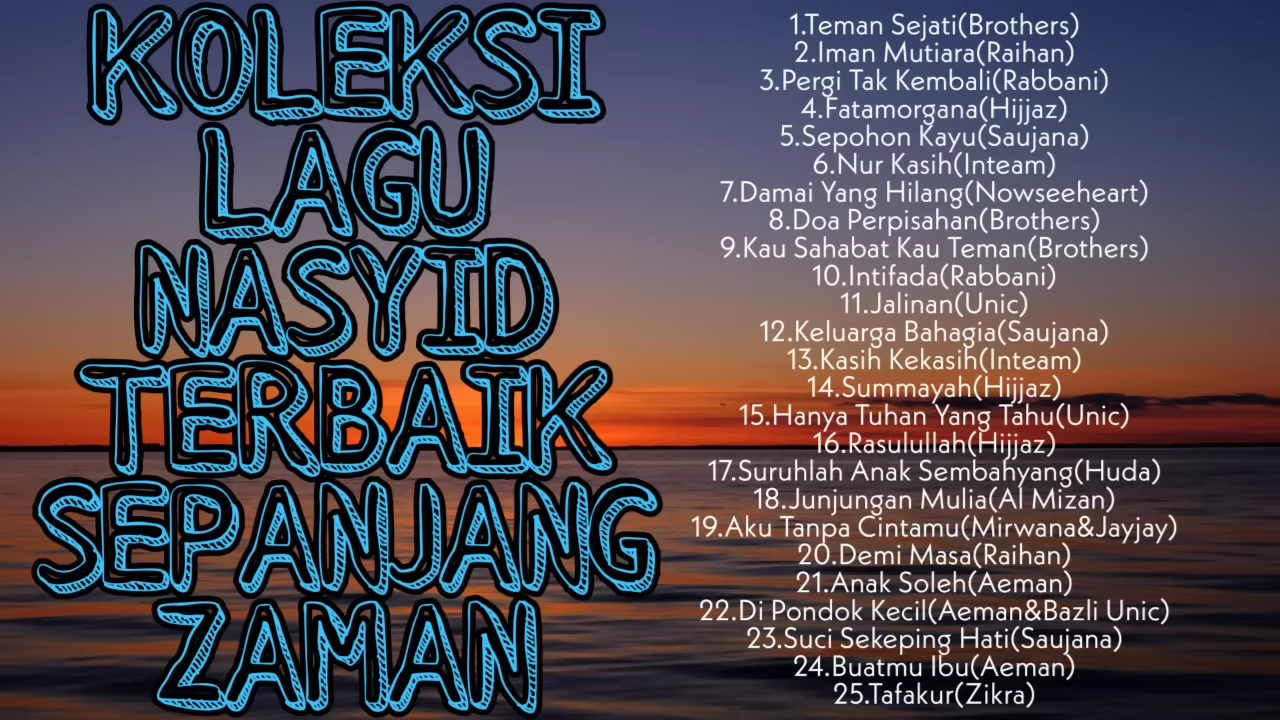 KOLEKSI
LAGU
NASYID
TERBAIK
SEPANJANG
ZAMAN
1.Teman Sejati(Brothers)
2.Iman Mutiara(Raihan)
3.Pergi Tak Kembali(Rabbani)
4.Fatamorgana(Hijjaz)
5.Sepohon Kayu(Saujana)
6.Nur Kasih(Inteam)
7.Damai Yang Hilang(Nowseeheart)
8.Doa Perpisahan(Brothers)
9.Kau Sahabat Kau Teman(Brothers)
10.Intifada(Rabbani)
11.Jalinan(Unic)
12.Keluarga Bahagia(Saujana)
13.Kasih Kekasih(Inteam)
14.Summayah(Hijjaz)
15.Hanya Tuhan Yang Tahu(Unic)
16.Rasulullah(Hijjaz)
17.Suruhlah Anak Sembahyang(Huda)
18.Junjungan Mulia(Al Mizan)
19.Aku Tanpa Cintamu(Mirwana&Jayjay)
20.Demi Masa(Raihan)
21.Anak Soleh(Aeman)
22.Di Pondok Kecil(Aeman&Bazli Unic)
23.Suci Sekeping Hati(Saujana)
24.Buatmu Ibu(Aeman)
25.Tafakur(Zikra)